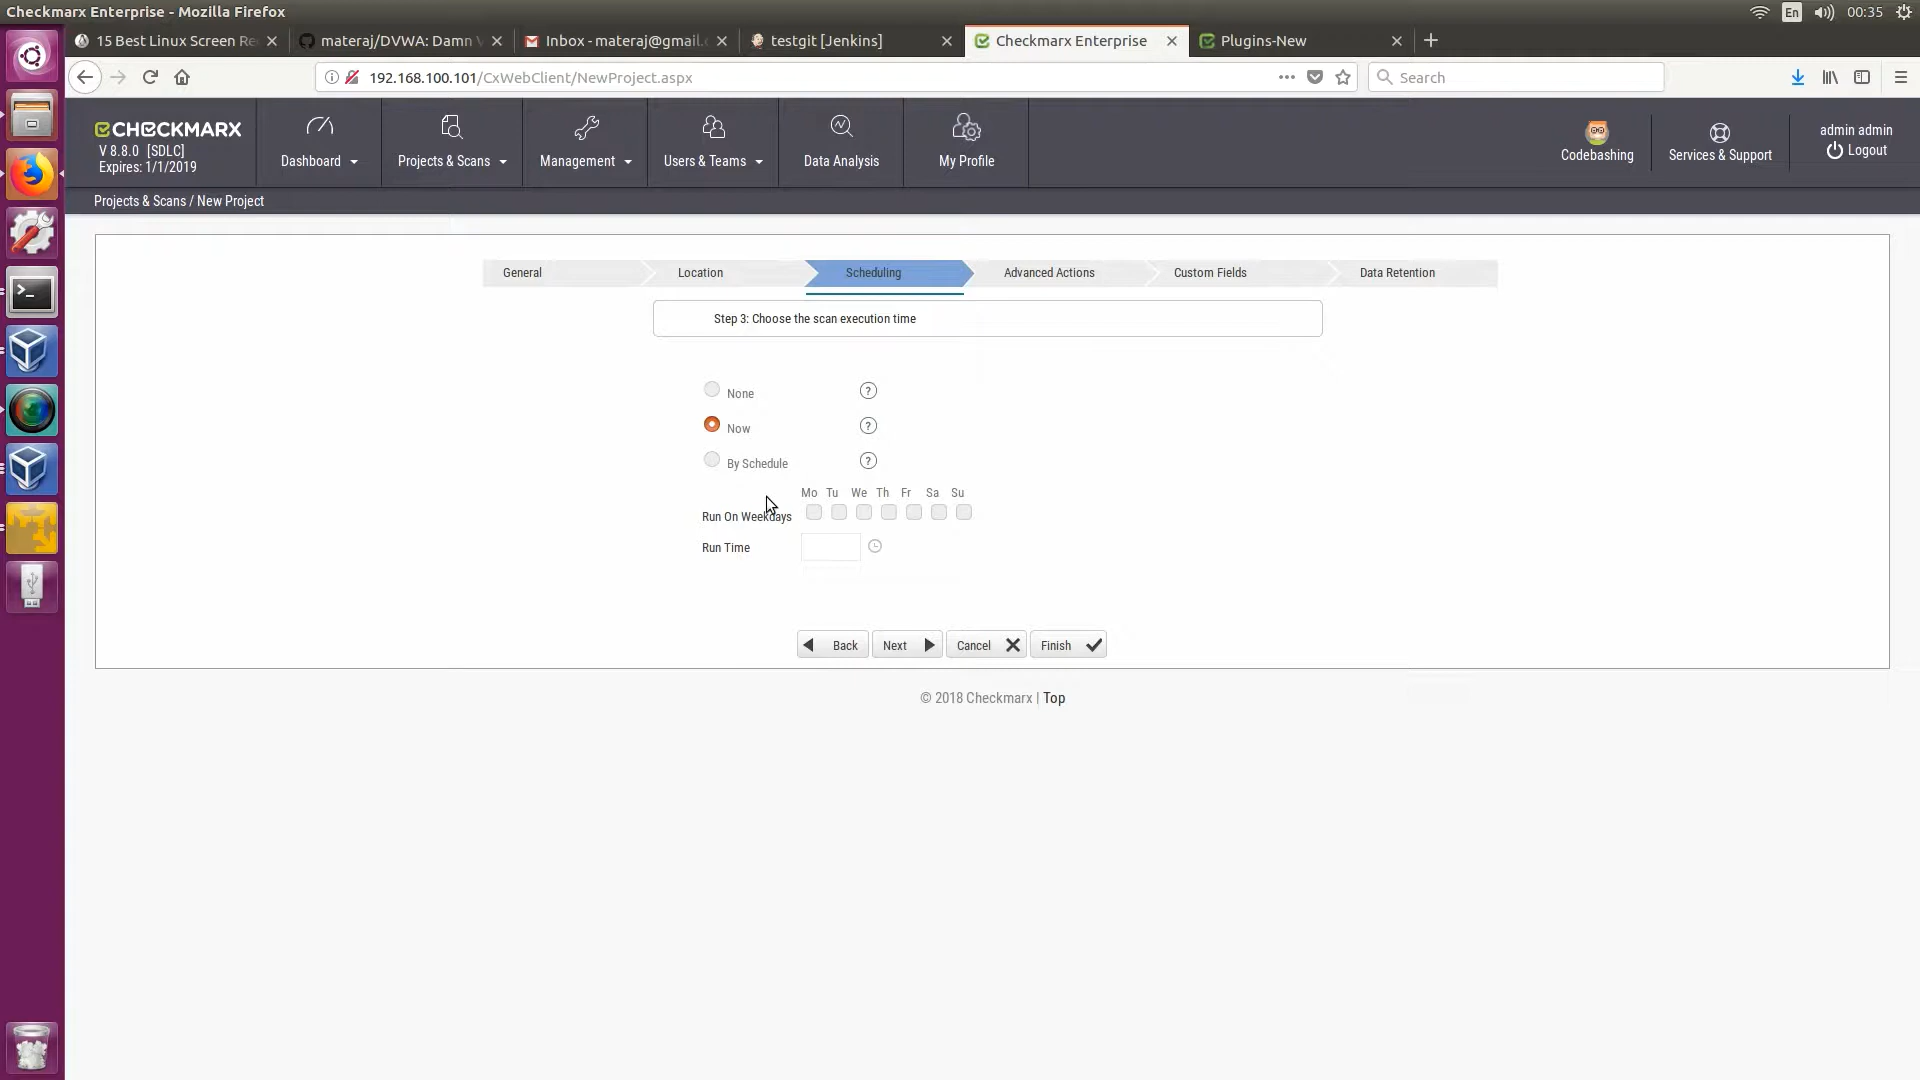 Checkmarx Enterprise - Mozilla Firefox
En 00:35
15 Best Linux Screen Re
materaj/DVWA: Damn V
Inbox - materaj@gmail.c
testgit [Jenkins]
Checkmarx Enterprise
Plugins-New
192.168.100.101/CxWebClient/NewProject.aspx
Search
CHECKMARX
V 8.8.0 [SDLC]
Expires: 1/1/2019
Dashboard
Projects & Scans
Management
Users & Teams
Data Analysis
My Profile
Codebashing
Services & Support
admin admin
Logout
Projects & Scans / New Project
General
Location
Scheduling
Advanced Actions
Custom Fields
Data Retention
Step 3: Choose the scan execution time
None ?
Now ?
By Schedule ?
Mo Tu We Th Fr Sa Su
Run On Weekdays
Run Time
Back
Next
Cancel
Finish
© 2018 Checkmarx | Top